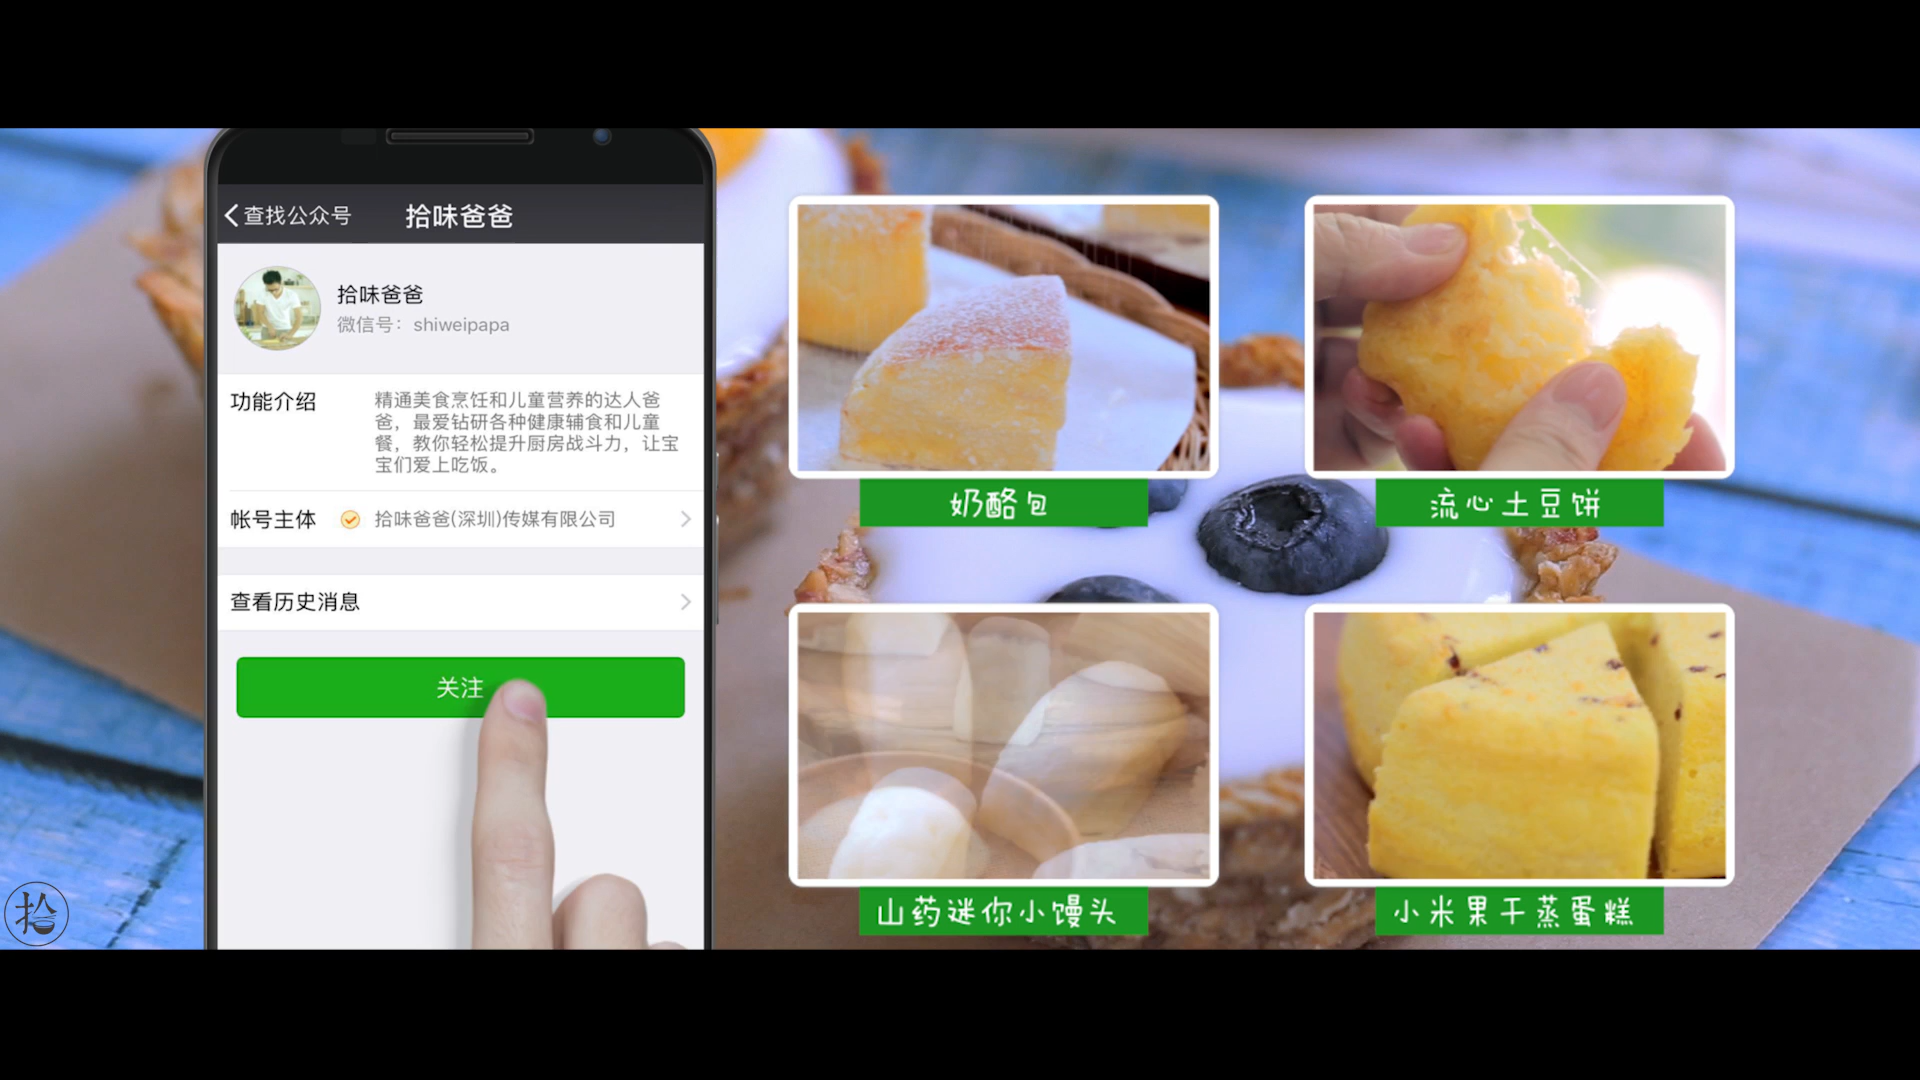 查找公众号
拾味爸爸
拾味爸爸
微信号：shiweipapa
功能介绍
精通美食烹饪和儿童营养的达人爸
爸，最爱钻研各种健康辅食和儿童
餐，教你轻松提升厨房战斗力，让宝
宝们爱上吃饭。
帐号主体
拾味爸爸(深圳)传媒有限公司
查看历史消息
关注
奶酪包
流心土豆饼
山药迷你小馒头
小米果干蒸蛋糕
拾